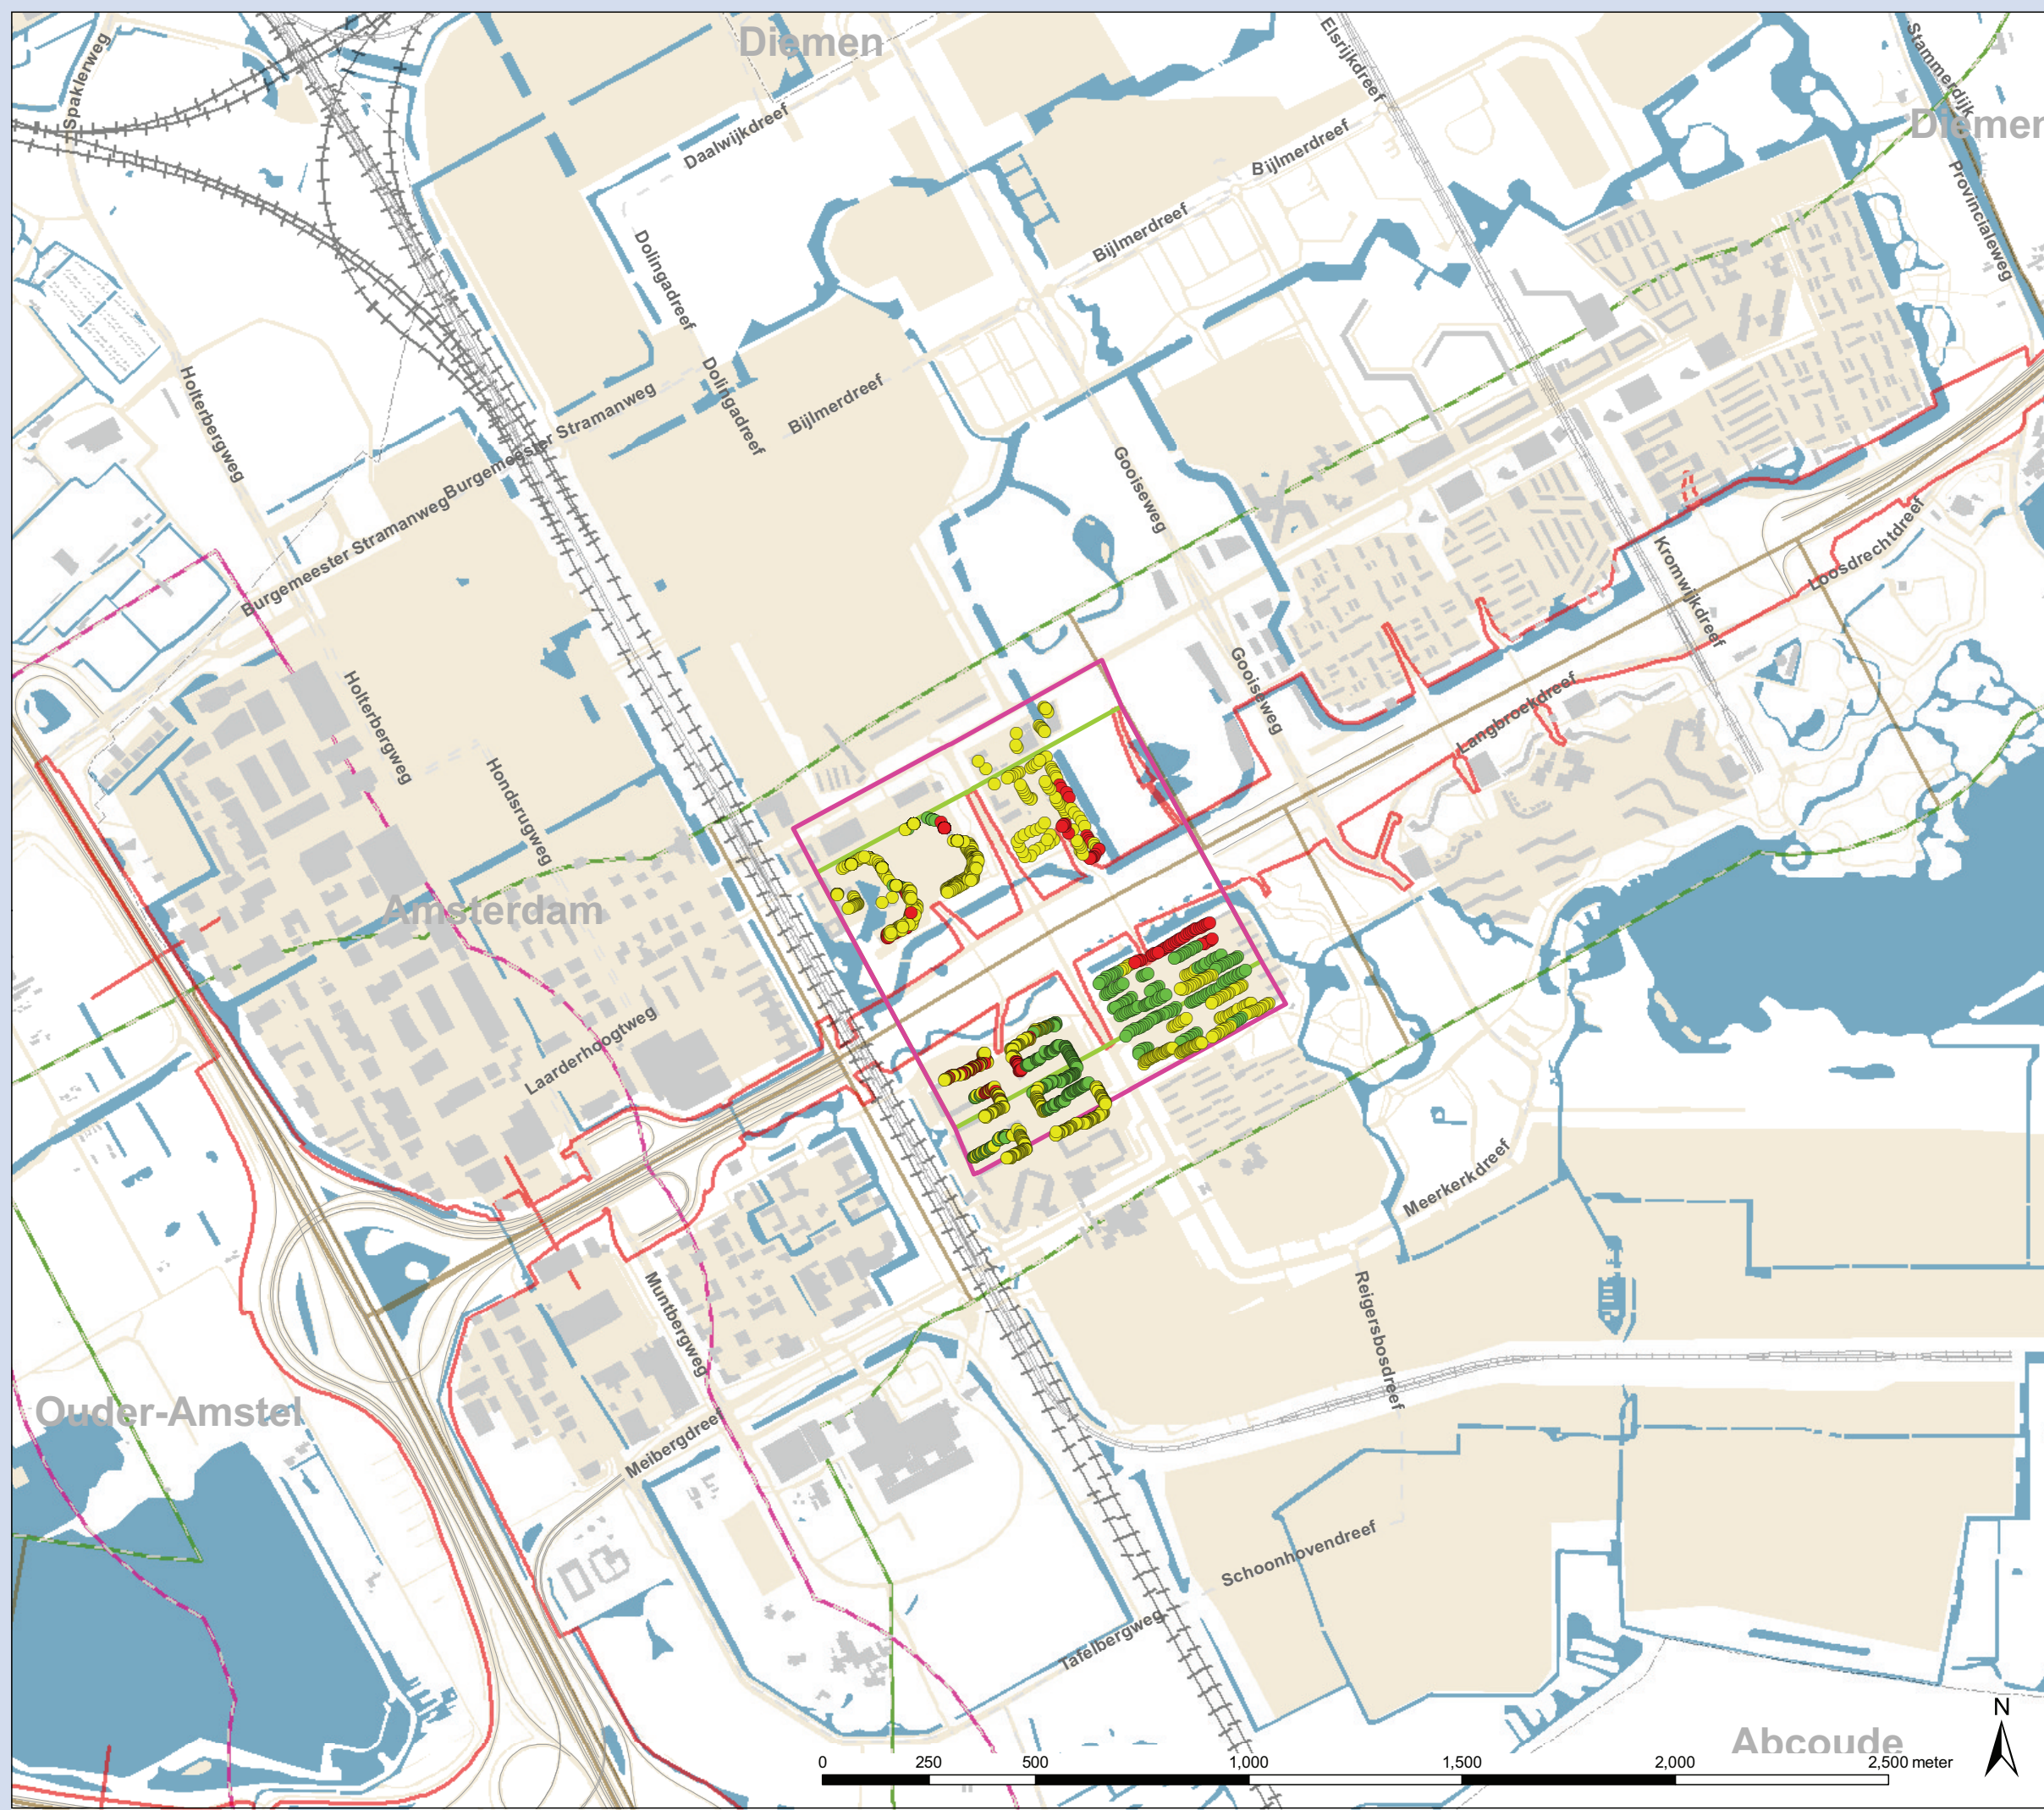 Diemen
Elsrijkdreef
Stammerdijk
Spaklerweg
Diemen
Daalwijkdreef
Bijlmerdreef
Provincialeweg
Bijlmerdreef
Dolingadreef
Dolingadreef
Holterbergweg
Bijlmerdreef
Burgemeester Stramanweg
Gooiseweg
Burgemeester Stramanweg
Loosdrechtdreef
Kromwijkdreef
Gooiseweg
Holterbergweg
Langbroekdreef
Hondsrugweg
Amsterdam
Laarderhoogtweg
Meerkerkdreef
Muntbergweg
Reigersbosdreef
Ouder-Amstel
Meibergdreef
Schoonhovendreef
Tafelbergweg
N
Abcoude
0 250 500 1,000 1,500 2,000 2,500 meter